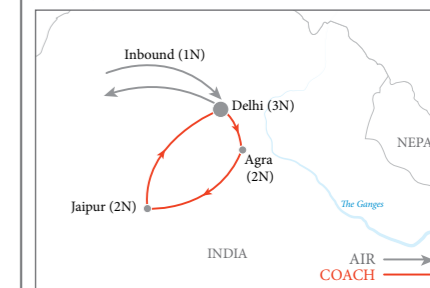 Inbound (1N)
Delhi (3N)
NEPA
Agra
(2N)
Jaipur (2N)
The Ganges
INDIA
AIR
COACH